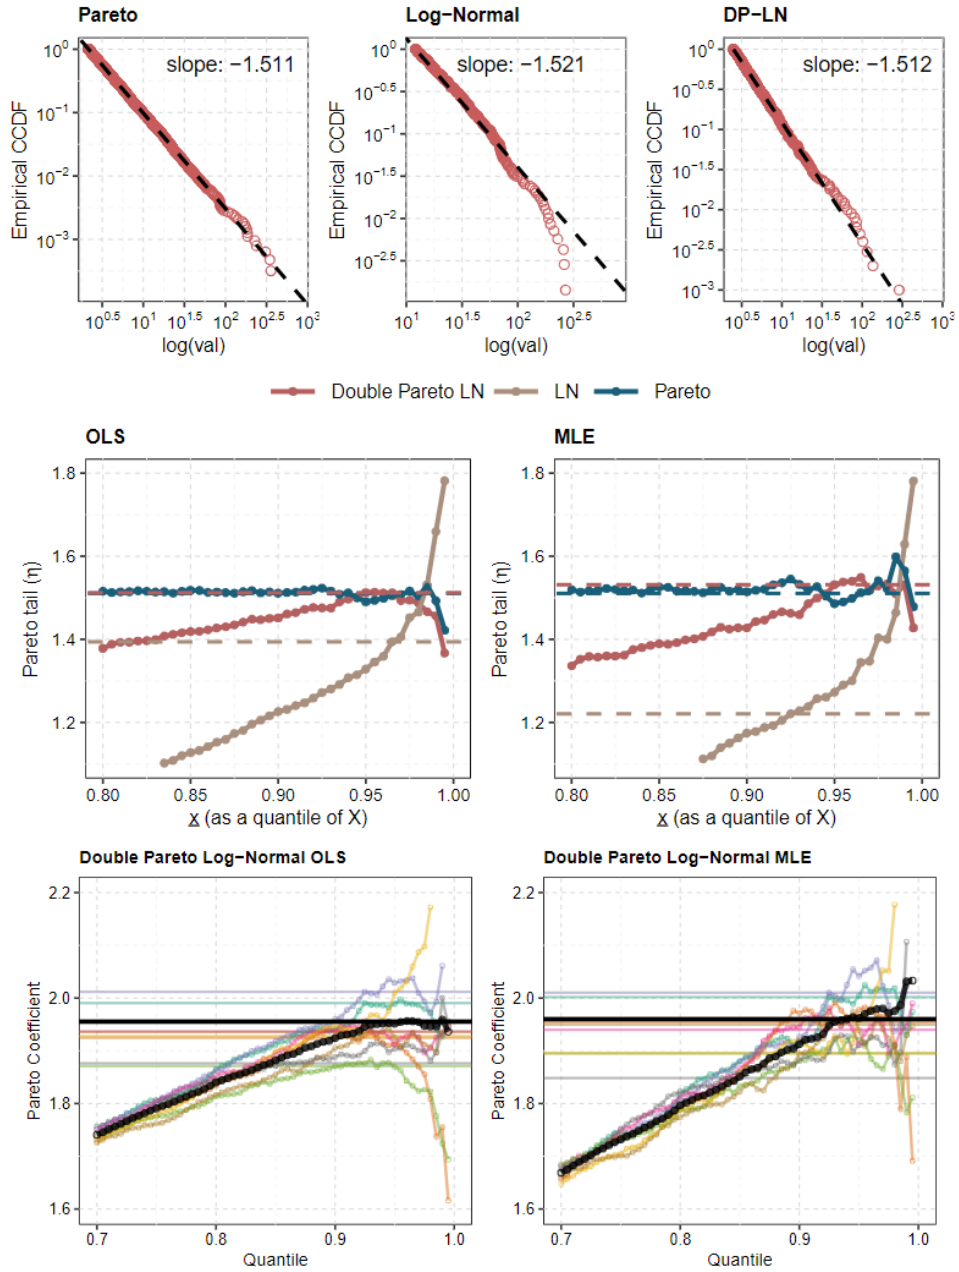 Pareto
Log−Normal
DP−LN
slope: −1.511
slope: −1.521
slope: −1.512
Empirical CCDF
10^0
10^−1
10^−2
10^−3
10^0.5
10^1
10^1.5
10^2
10^2.5
10^3
log(val)
Empirical CCDF
10^0
10^−0.5
10^−1
10^−1.5
10^−2
10^−2.5
10^1
10^1.5
10^2
10^2.5
log(val)
Empirical CCDF
10^0
10^−0.5
10^−1
10^−1.5
10^−2
10^−2.5
10^−3
10^0.5
10^1
10^1.5
10^2
10^2.5
10^3
log(val)
Double Pareto LN
LN
Pareto
OLS
Pareto tail (η)
1.8
1.6
1.4
1.2
0.80
0.85
0.90
0.95
1.00
x (as a quantile of X)
MLE
Pareto tail (η)
1.8
1.6
1.4
1.2
0.80
0.85
0.90
0.95
1.00
x (as a quantile of X)
Double Pareto Log−Normal OLS
Pareto Coefficient
2.2
2.0
1.8
1.6
0.7
0.8
0.9
1.0
Quantile
Double Pareto Log−Normal MLE
Pareto Coefficient
2.2
2.0
1.8
1.6
0.7
0.8
0.9
1.0
Quantile